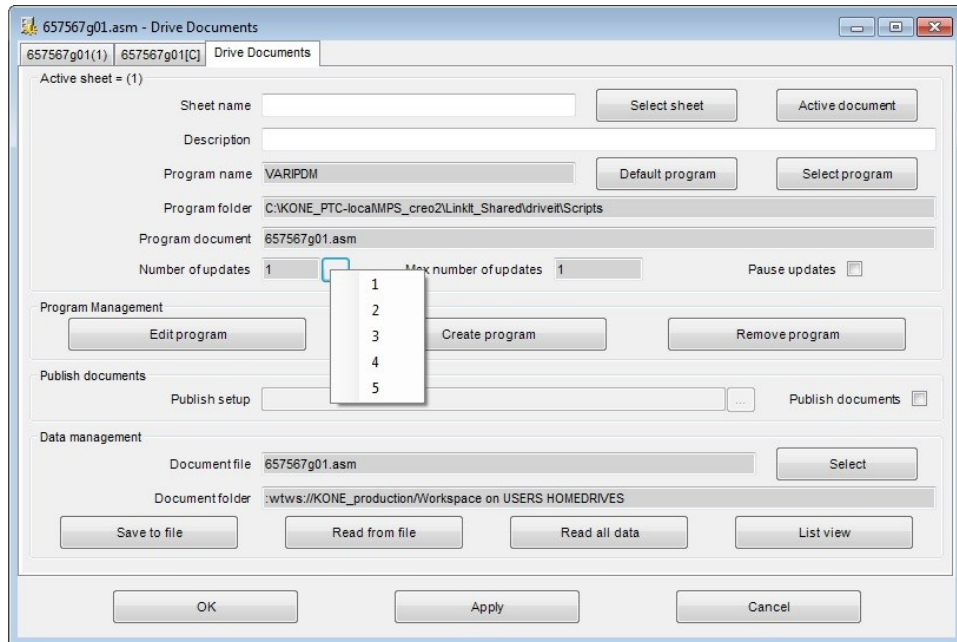 657567g01.asm - Drive Documents
657567g01(1) 657567g01[C] Drive Documents
Active sheet = (1)
Sheet name Select sheet Active document
Description
Program name VARIPDM Default program Select program
Program folder C:\KONE_PTC-local\MPS_creo2\LinkIt_Shared\driveit\Scripts
Program document 657567g01.asm
Number of updates 1 Max number of updates 1 Pause updates
1
2
3
4
5
Program Management
Edit program Create program Remove program
Publish documents
Publish setup ... Publish documents
Data management
Document file 657567g01.asm Select
Document folder :wtws://KONE_production/Workspace on USERS HOMEDRIVES
Save to file Read from file Read all data List view
OK Apply Cancel